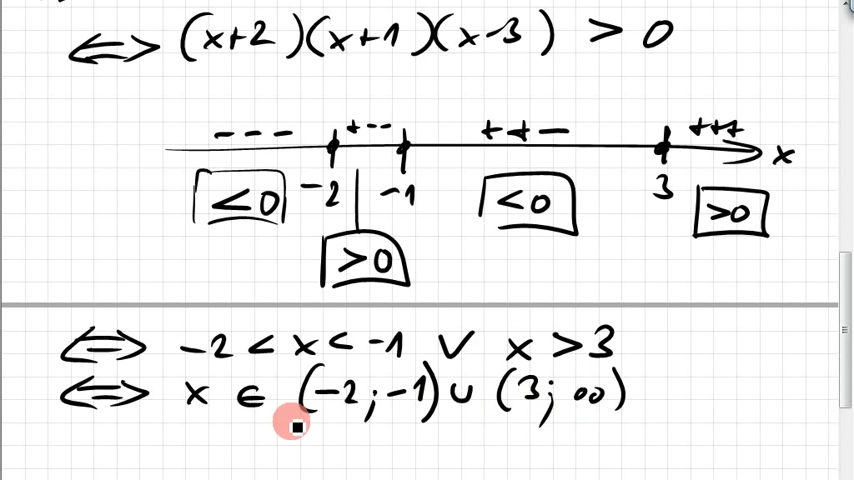 ⟺ (x+2)(x+1)(x-3) > 0
--- +-- ++- +++
-2 -1 3 x
<0 >0 <0 >0
⟺ -2 < x < -1 ∨ x > 3
⟺ x ∈ (-2; -1) ∪ (3; ∞)